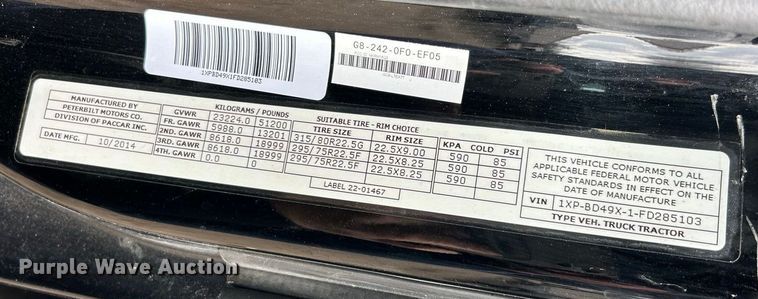 1XPBD49X1FD285103
G8-242-0F0-EF05
MANUFACTURED BY
PETERBILT MOTORS CO.
DIVISION OF PACCAR INC.
DATE MFG. 10/2014
KILOGRAMS / POUNDS
GVWR 23224.0 51200
FR. GAWR 5988.0 13201
2ND. GAWR 8618.0 18999
3RD. GAWR 8618.0 18999
4TH. GAWR 0.0 0
SUITABLE TIRE - RIM CHOICE
TIRE SIZE RIM SIZE
315/80R22.5G 22.5X9.00
295/75R22.5F 22.5X8.25
295/75R22.5F 22.5X8.25
KPA COLD PSI
590 85
590 85
590 85
LABEL 22-01467
THIS VEHICLE CONFORMS TO ALL
APPLICABLE FEDERAL MOTOR VEHICLE
SAFETY STANDARDS IN EFFECT ON THE
DATE OF MANUFACTURE
VIN 1XP-BD49X-1-FD285103
TYPE VEH. TRUCK TRACTOR
Purple Wave Auction